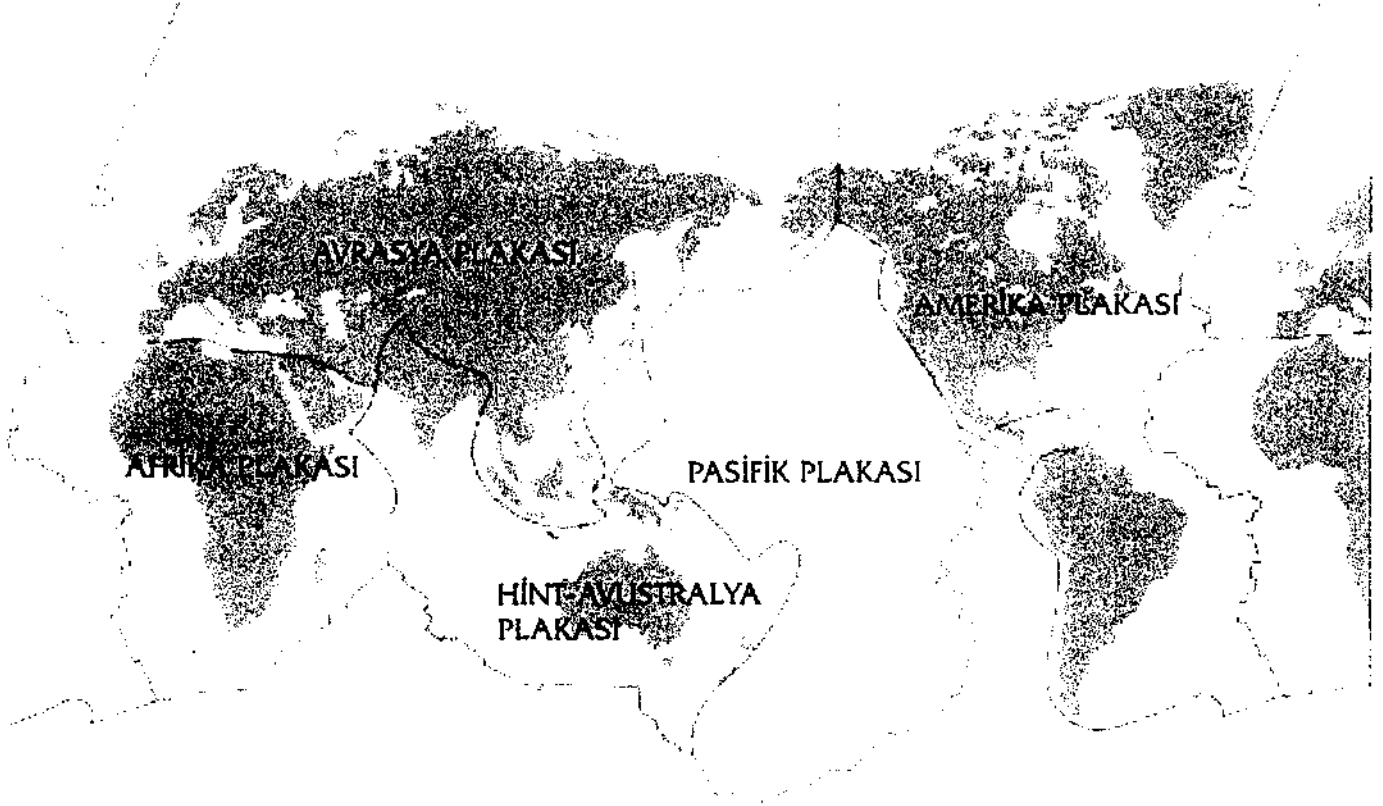 AVRASYA PLAKASI
AMERİKA PLAKASI
AFRİKA PLAKASI
PASİFİK PLAKASI
HİNT-AVUSTRALYA
PLAKASI